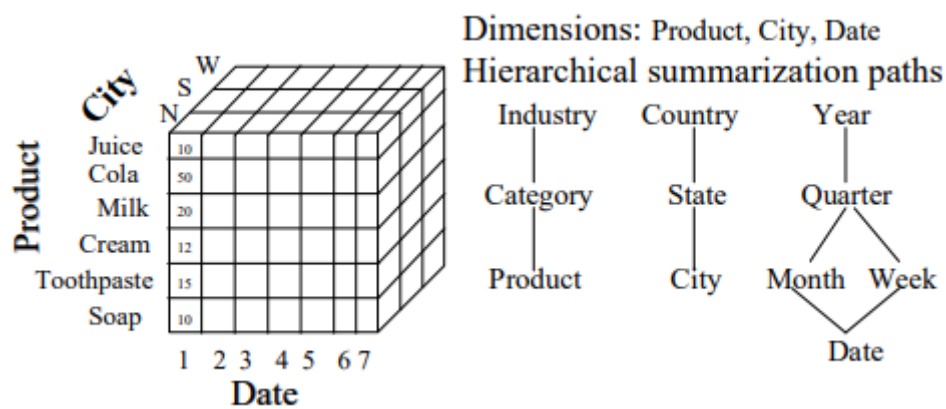 Dimensions: Product, City, Date
Hierarchical summarization paths
City
W
S
N
Product
Juice 10
Cola 50
Milk 20
Cream 12
Toothpaste 15
Soap 10
1 2 3 4 5 6 7
Date
Industry Country Year
Category State Quarter
Product City Month Week
Date